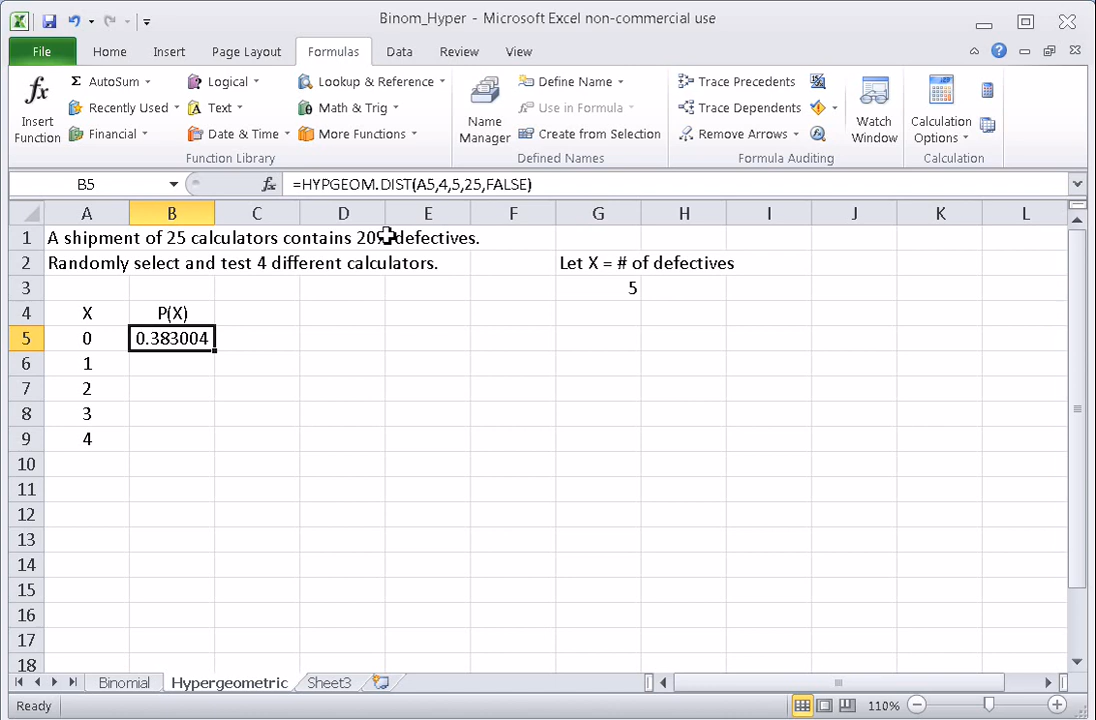 Binom_Hyper - Microsoft Excel non-commercial use
File Home Insert Page Layout Formulas Data Review View
fx Insert Function
Σ AutoSum
Recently Used
Financial
Logical
Text
Date & Time
Lookup & Reference
Math & Trig
More Functions
Function Library
Name Manager
Define Name
Use in Formula
Create from Selection
Defined Names
Trace Precedents
Trace Dependents
Remove Arrows
Formula Auditing
Watch Window
Calculation Options
Calculation
B5 fx =HYPGEOM.DIST(A5,4,5,25,FALSE)
A B C D E F G H I J K L
1 A shipment of 25 calculators contains 20% defectives.
2 Randomly select and test 4 different calculators. Let X = # of defectives
3 5
4 X P(X)
5 0 0.383004
6 1
7 2
8 3
9 4
10
11
12
13
14
15
16
17
18
Binomial Hypergeometric Sheet3
Ready 110%